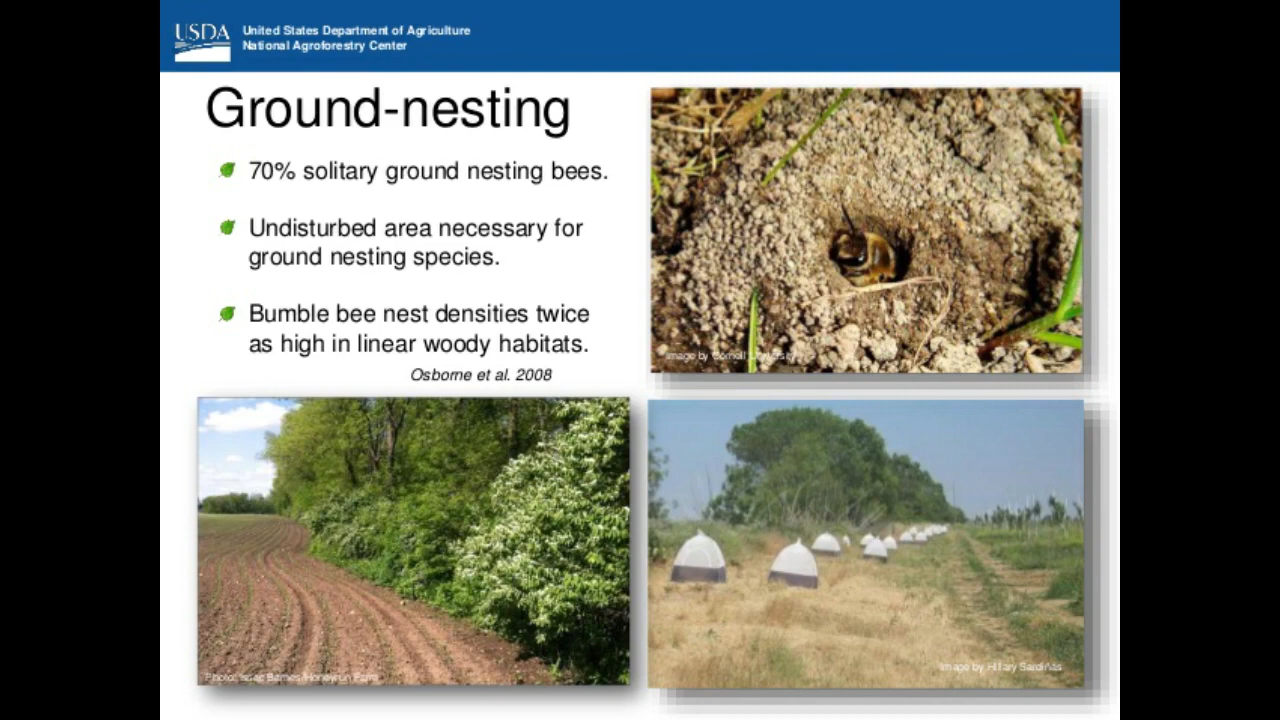 USDA
United States Department of Agriculture
National Agroforestry Center
Ground-nesting
70% solitary ground nesting bees.
Undisturbed area necessary for
ground nesting species.
Bumble bee nest densities twice
as high in linear woody habitats.
Osborne et al. 2008
Image by Cornell University
Photo: Isaac Barnes/Honeyrun Farm
Image by Hillary Sardiñas